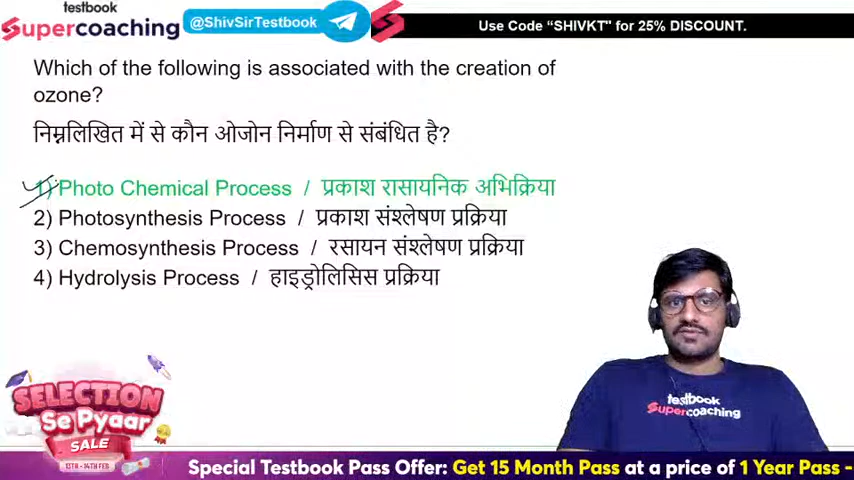 testbook
Supercoaching
@ShivSirTestbook
Use Code “SHIVKT" for 25% DISCOUNT.
Which of the following is associated with the creation of
ozone?
निम्नलिखित में से कौन ओजोन निर्माण से संबंधित है?
1) Photo Chemical Process / प्रकाश रासायनिक अभिक्रिया
2) Photosynthesis Process / प्रकाश संश्लेषण प्रक्रिया
3) Chemosynthesis Process / रसायन संश्लेषण प्रक्रिया
4) Hydrolysis Process / हाइड्रोलिसिस प्रक्रिया
testbook
Supercoaching
SELECTION
Se Pyaar
SALE
13TH - 14TH FEB
Special Testbook Pass Offer: Get 15 Month Pass at a price of 1 Year Pass -